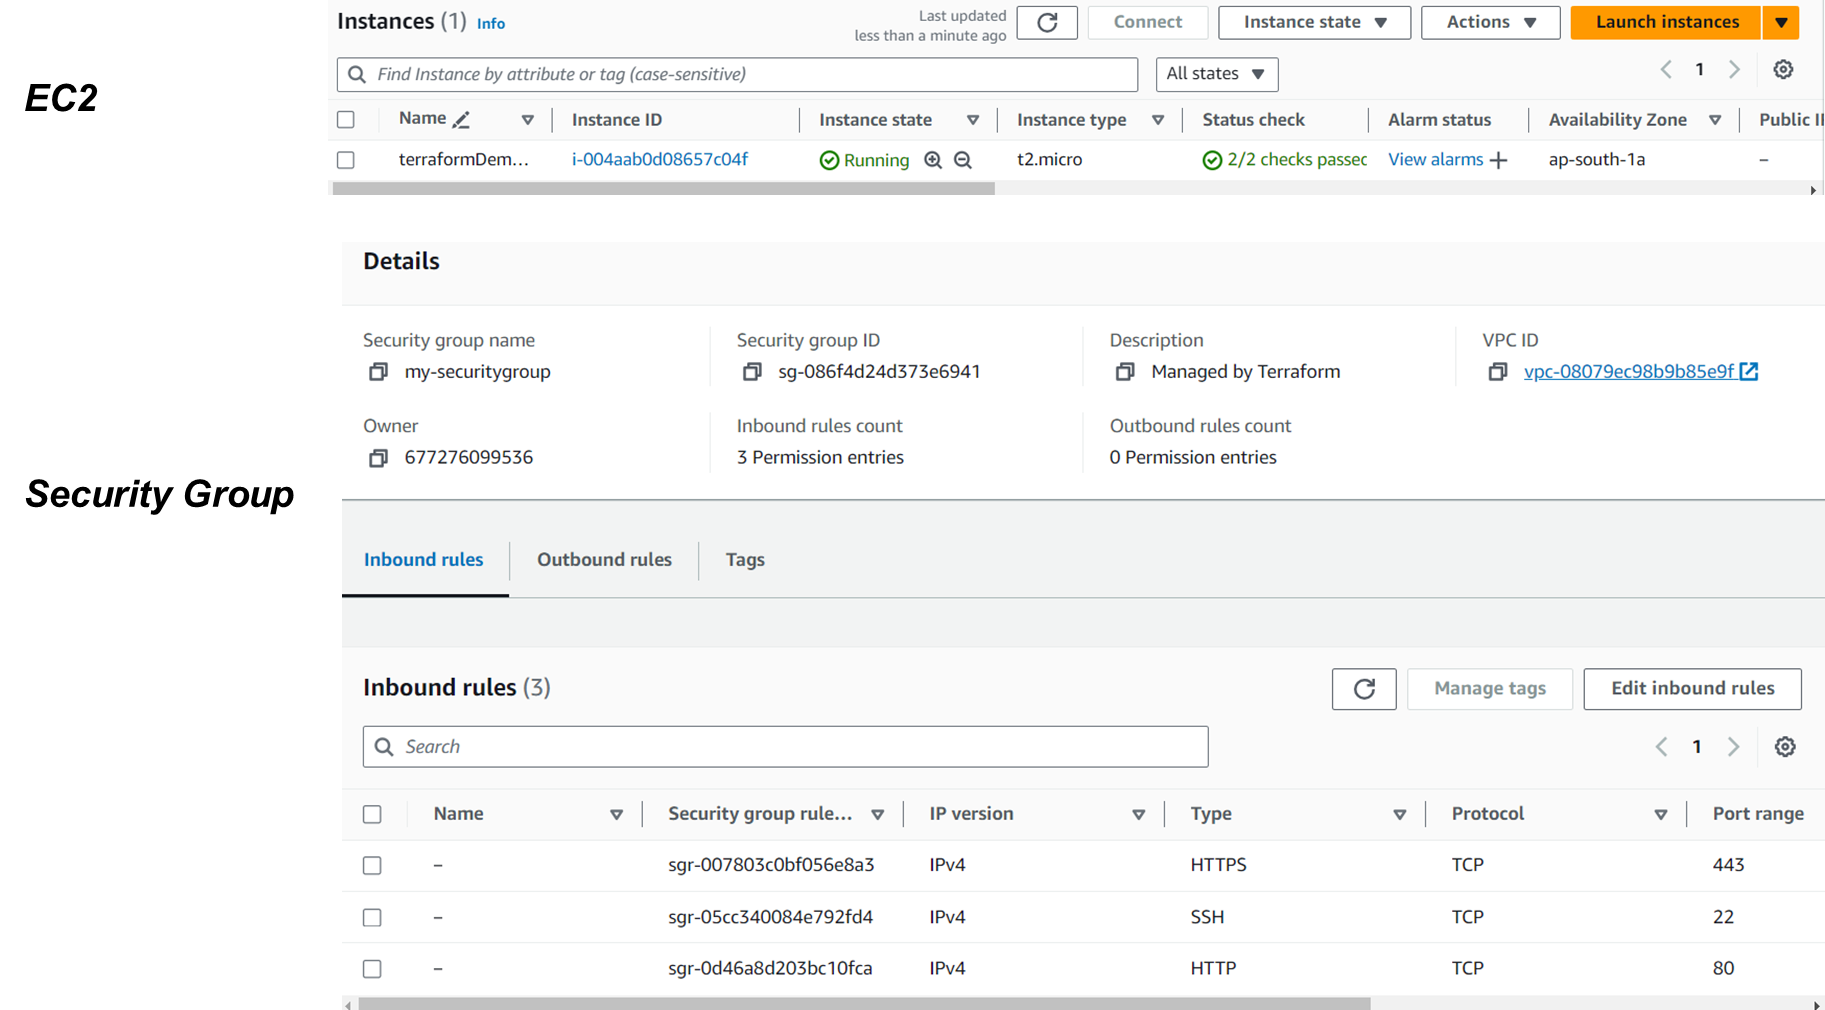 Instances (1) Info
Last updated
less than a minute ago
Connect
Instance state
Actions
Launch instances
EC2
Find Instance by attribute or tag (case-sensitive)
All states
1
Name
Instance ID
Instance state
Instance type
Status check
Alarm status
Availability Zone
Public
terraformDem...
i-004aab0d08657c04f
Running
t2.micro
2/2 checks passec
View alarms
ap-south-1a
–
Details
Security group name
Security group ID
Description
VPC ID
my-securitygroup
sg-086f4d24d373e6941
Managed by Terraform
vpc-08079ec98b9b85e9f
Owner
Inbound rules count
Outbound rules count
677276099536
3 Permission entries
0 Permission entries
Security Group
Inbound rules
Outbound rules
Tags
Inbound rules (3)
Manage tags
Edit inbound rules
Search
1
Name
Security group rule...
IP version
Type
Protocol
Port range
– sgr-007803c0bf056e8a3 IPv4 HTTPS TCP 443
– sgr-05cc340084e792fd4 IPv4 SSH TCP 22
– sgr-0d46a8d203bc10fca IPv4 HTTP TCP 80